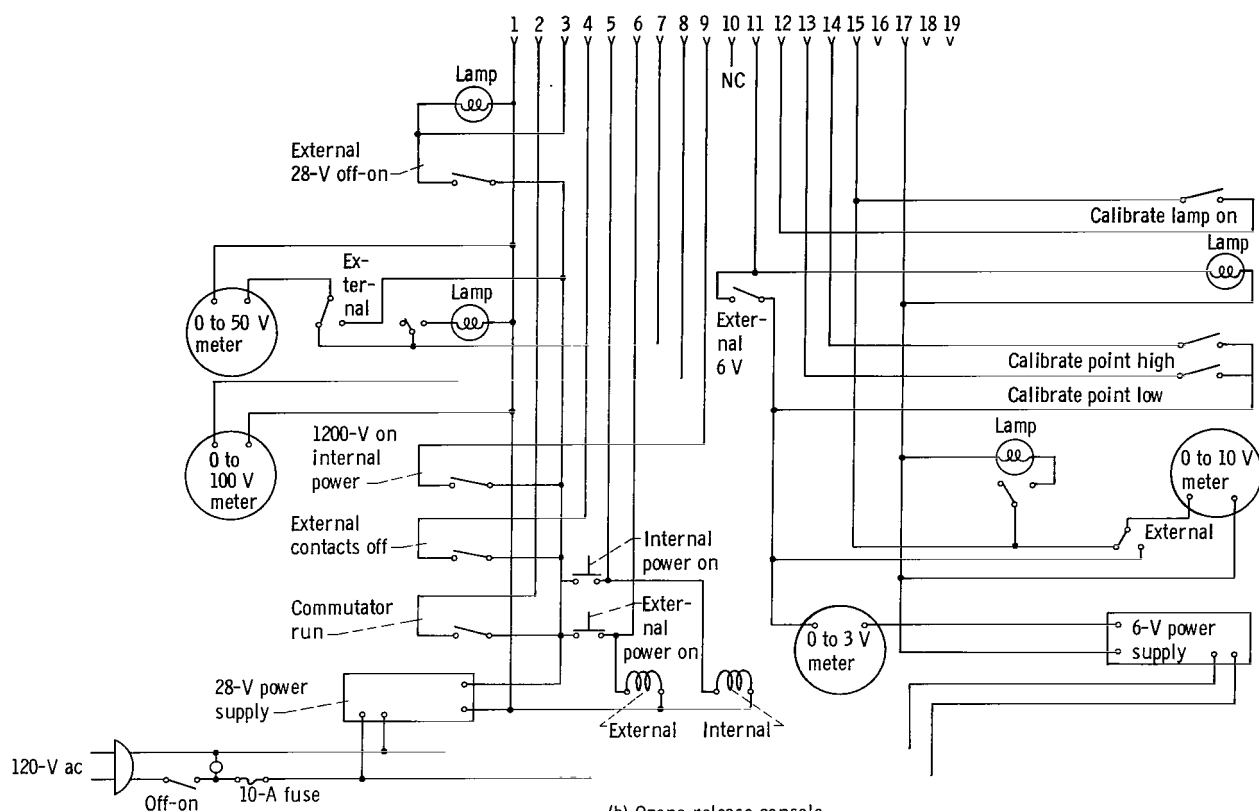 1 2 3 4 5 6 7 8 9 10 11 12 13 14 15 16 17 18 19
NC
Lamp
External
28-V off-on
Ex-
ter-
nal
Lamp
0 to 50 V
meter
0 to
100 V
meter
1200-V on
internal
power
External
contacts off
Commutator
run
Internal
power on
Exter-
nal
power on
28-V power
supply
External
Internal
120-V ac
Off-on
10-A fuse
Calibrate lamp on
Lamp
Exter-
nal
6 V
Calibrate point high
Calibrate point low
Lamp
0 to 10 V
meter
External
0 to 3 V
meter
6-V power
supply